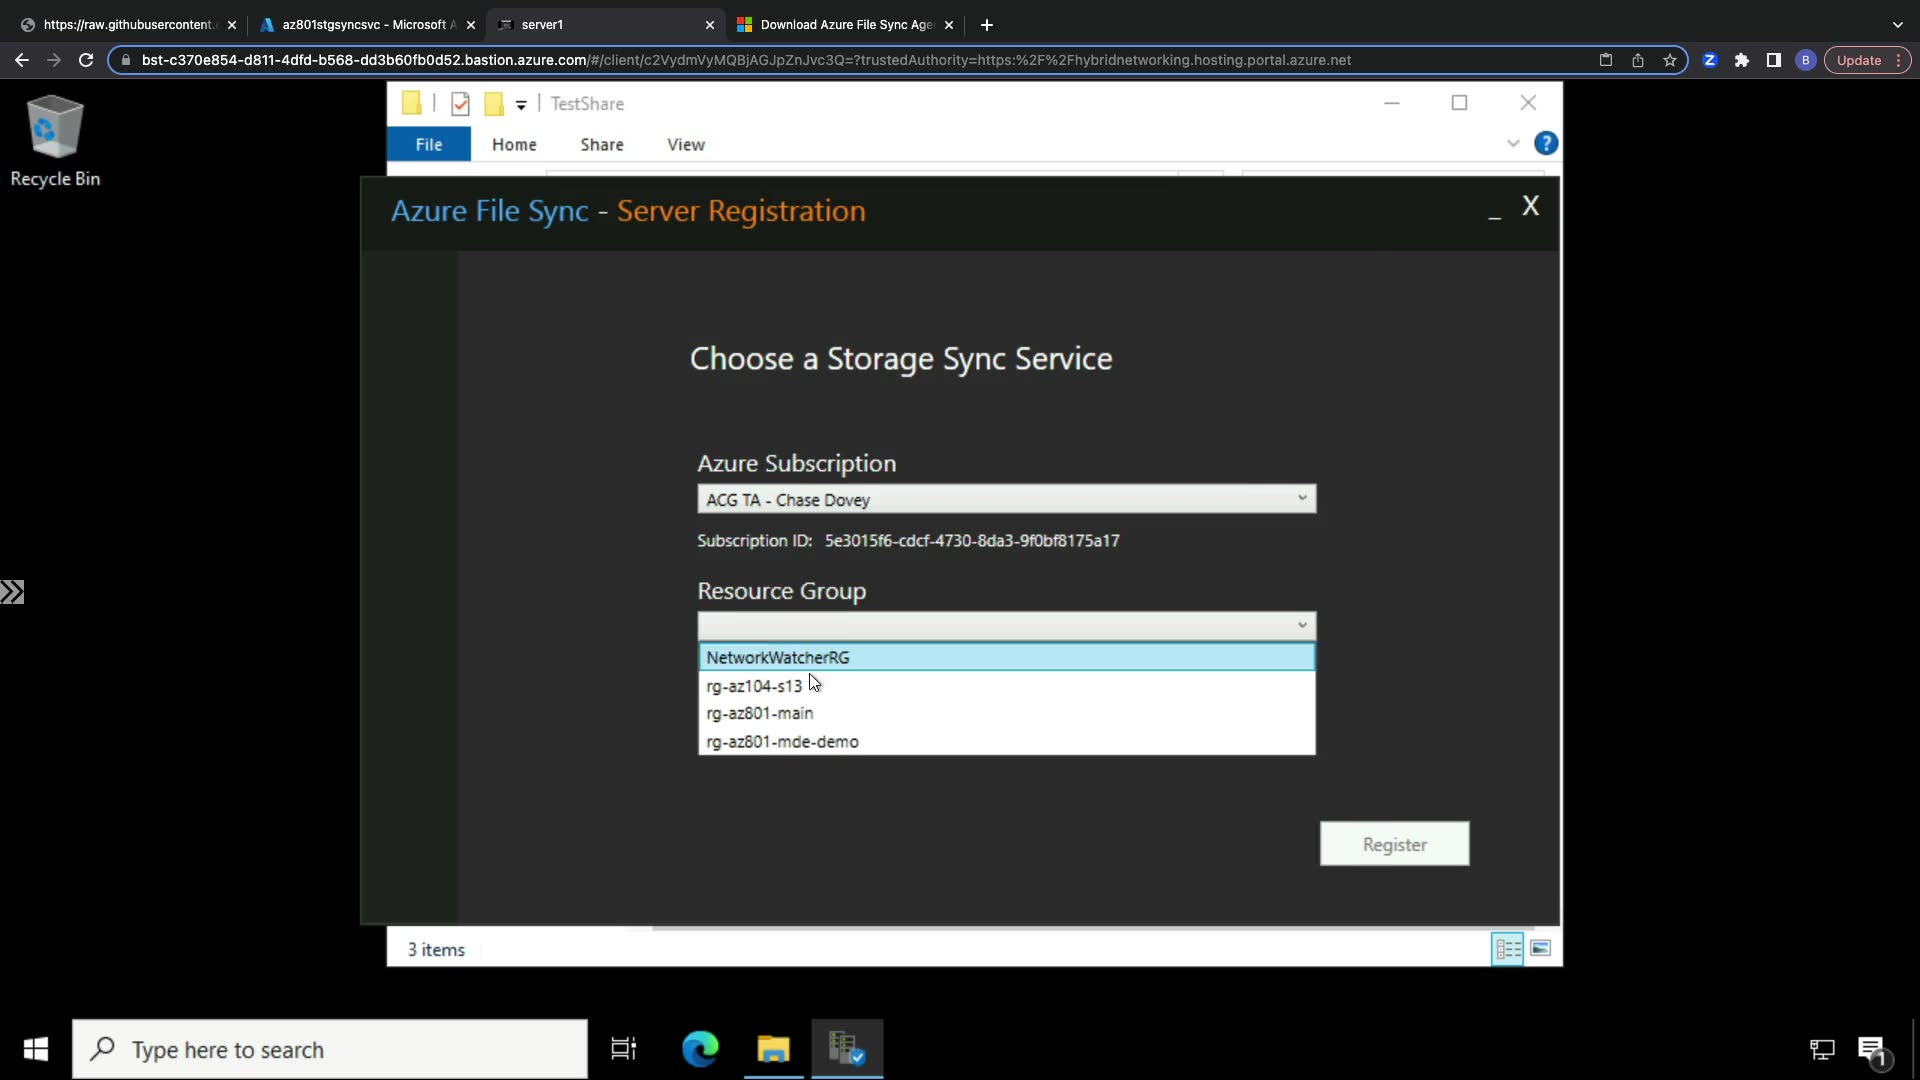 https://raw.githubusercontent.
az801stgsyncsvc - Microsoft A
server1
Download Azure File Sync Age
bst-c370e854-d811-4dfd-b568-dd3b60fb0d52.bastion.azure.com/#/client/c2VydmVyMQBjAGJpZnJvc3Q=?trustedAuthority=https:%2F%2Fhybridnetworking.hosting.portal.azure.net
B
Update
Recycle Bin
TestShare
File
Home
Share
View
Azure File Sync - Server Registration
X
Choose a Storage Sync Service
Azure Subscription
ACG TA - Chase Dovey
Subscription ID: 5e3015f6-cdcf-4730-8da3-9f0bf8175a17
Resource Group
NetworkWatcherRG
rg-az104-s13
rg-az801-main
rg-az801-mde-demo
Register
3 items
Type here to search
1